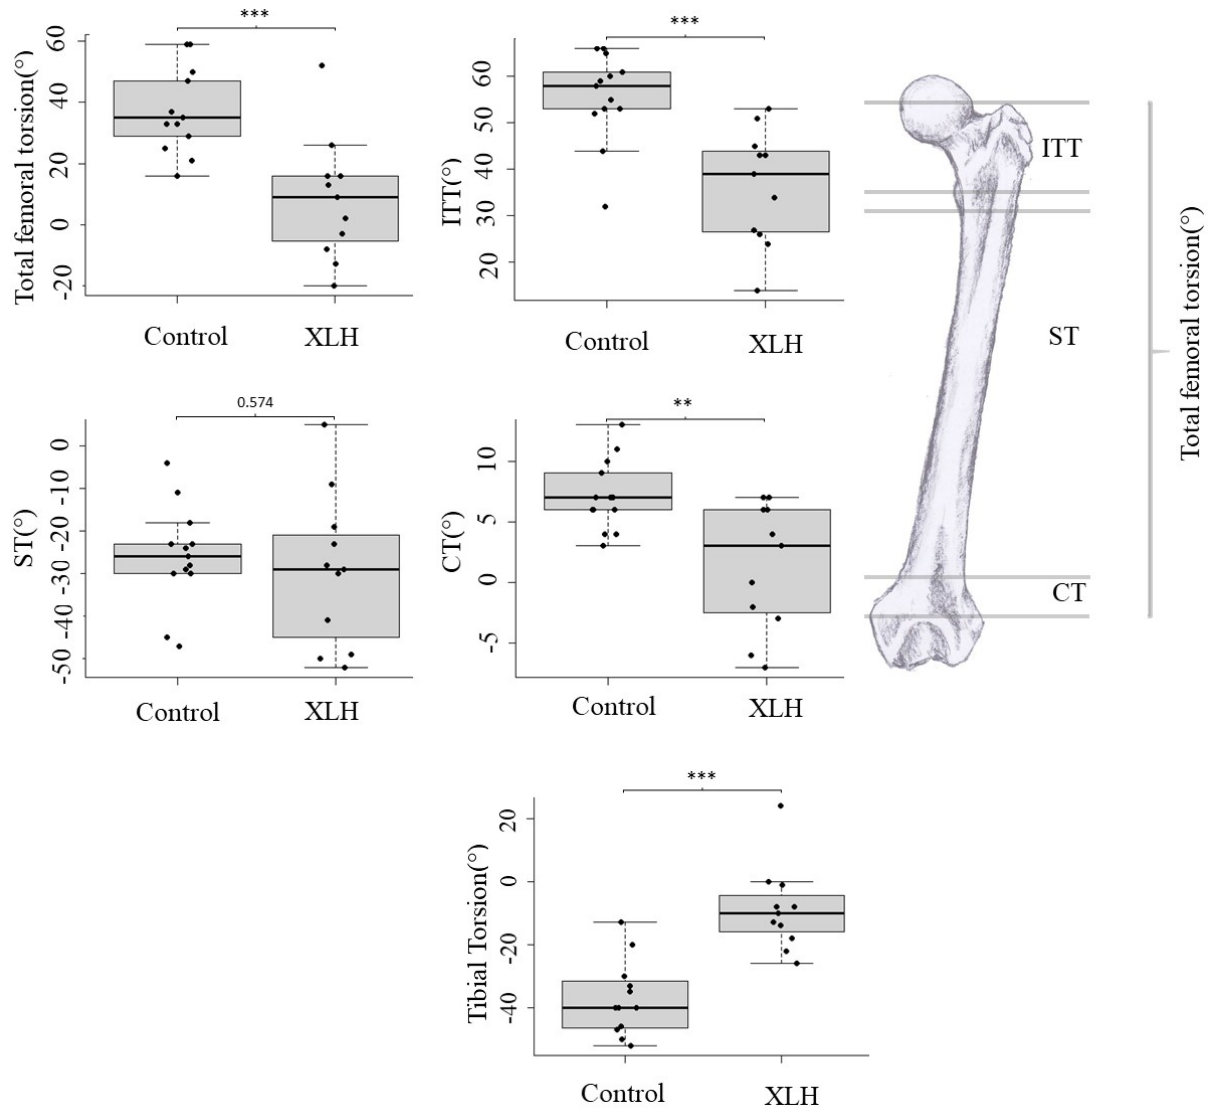 ***
Total femoral torsion(°)
60
40
20
0
-20
Control
XLH
***
ITT(°)
60
50
40
30
20
Control
XLH
ITT
ST
CT
Total femoral torsion(°)
0.574
ST(°)
0
-10
-20
-30
-40
-50
Control
XLH
**
CT(°)
10
5
0
-5
Control
XLH
***
Tibial Torsion(°)
20
0
-20
-40
Control
XLH